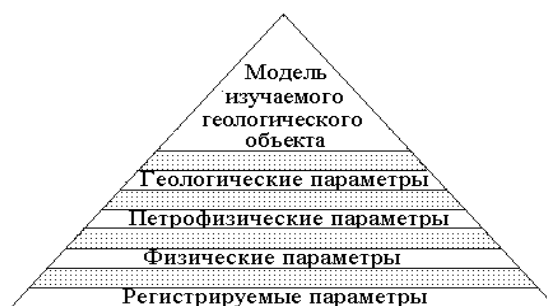 Модель
изучаемого
геологического
объекта
Геологические параметры
Петрофизические параметры
Физические параметры
Регистрируемые параметры